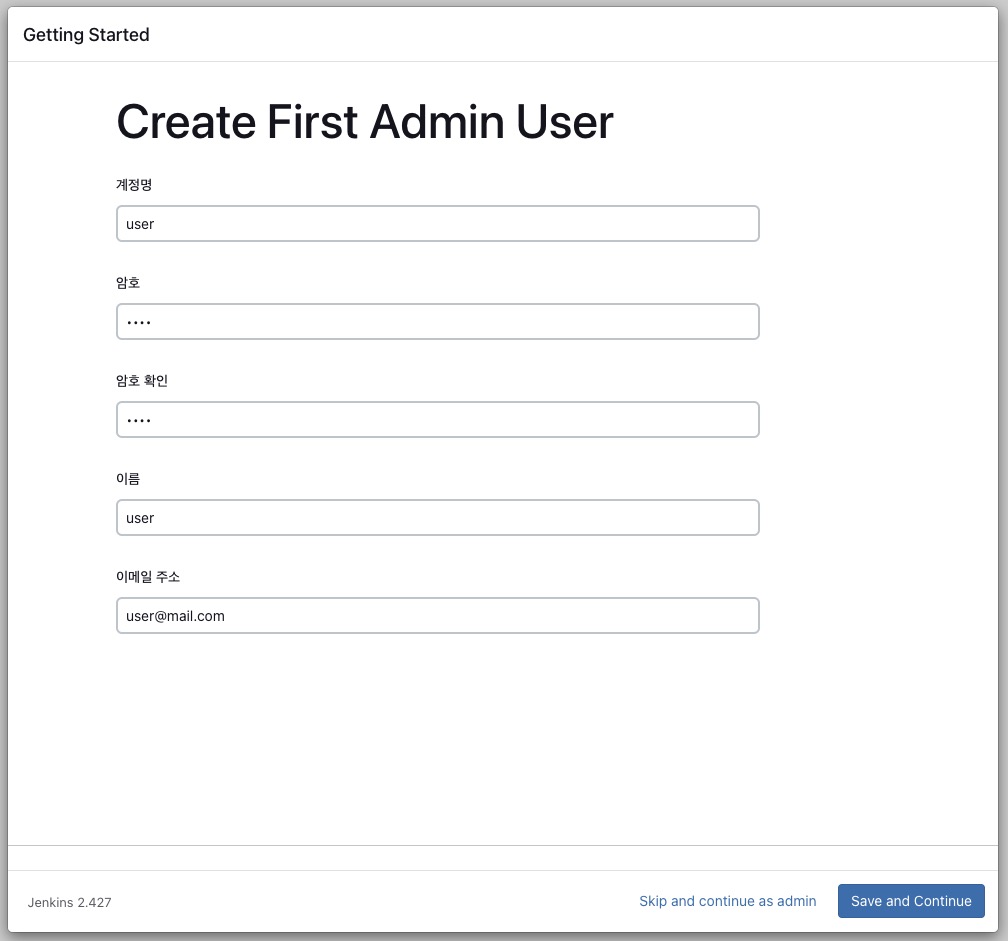 Getting Started
Create First Admin User
계정명
user
암호
••••
암호 확인
••••
이름
user
이메일 주소
user@mail.com
Jenkins 2.427
Skip and continue as admin
Save and Continue